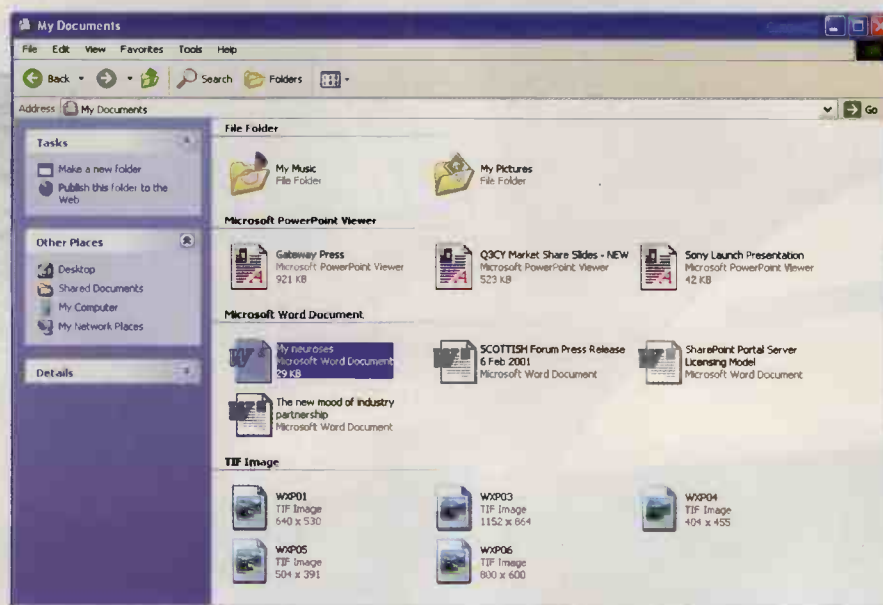 My Documents
File Edit View Favorites Tools Help
Back Search Folders
Address My Documents Go
Tasks
Make a new folder
Publish this folder to the
Web
Other Places
Desktop
Shared Documents
My Computer
My Network Places
Details
File Folder
My Music
File Folder
My Pictures
File Folder
Microsoft PowerPoint Viewer
Gateway Press
Microsoft PowerPoint Viewer
921 KB
Q3CY Market Share Slides - NEW
Microsoft PowerPoint Viewer
523 KB
Sony Launch Presentation
Microsoft PowerPoint Viewer
42 KB
Microsoft Word Document
My neuroses
Microsoft Word Document
29 KB
SCOTTISH Forum Press Release
6 Feb 2001
Microsoft Word Document
SharePoint Portal Server
Licensing Model
Microsoft Word Document
The new mood of industry
partnership
Microsoft Word Document
TIF Image
WXP01
TIF Image
640 x 530
WXP03
TIF Image
1152 x 864
WXP04
TIF Image
404 x 455
WXP05
TIF Image
504 x 391
WXP06
TIF Image
800 x 600